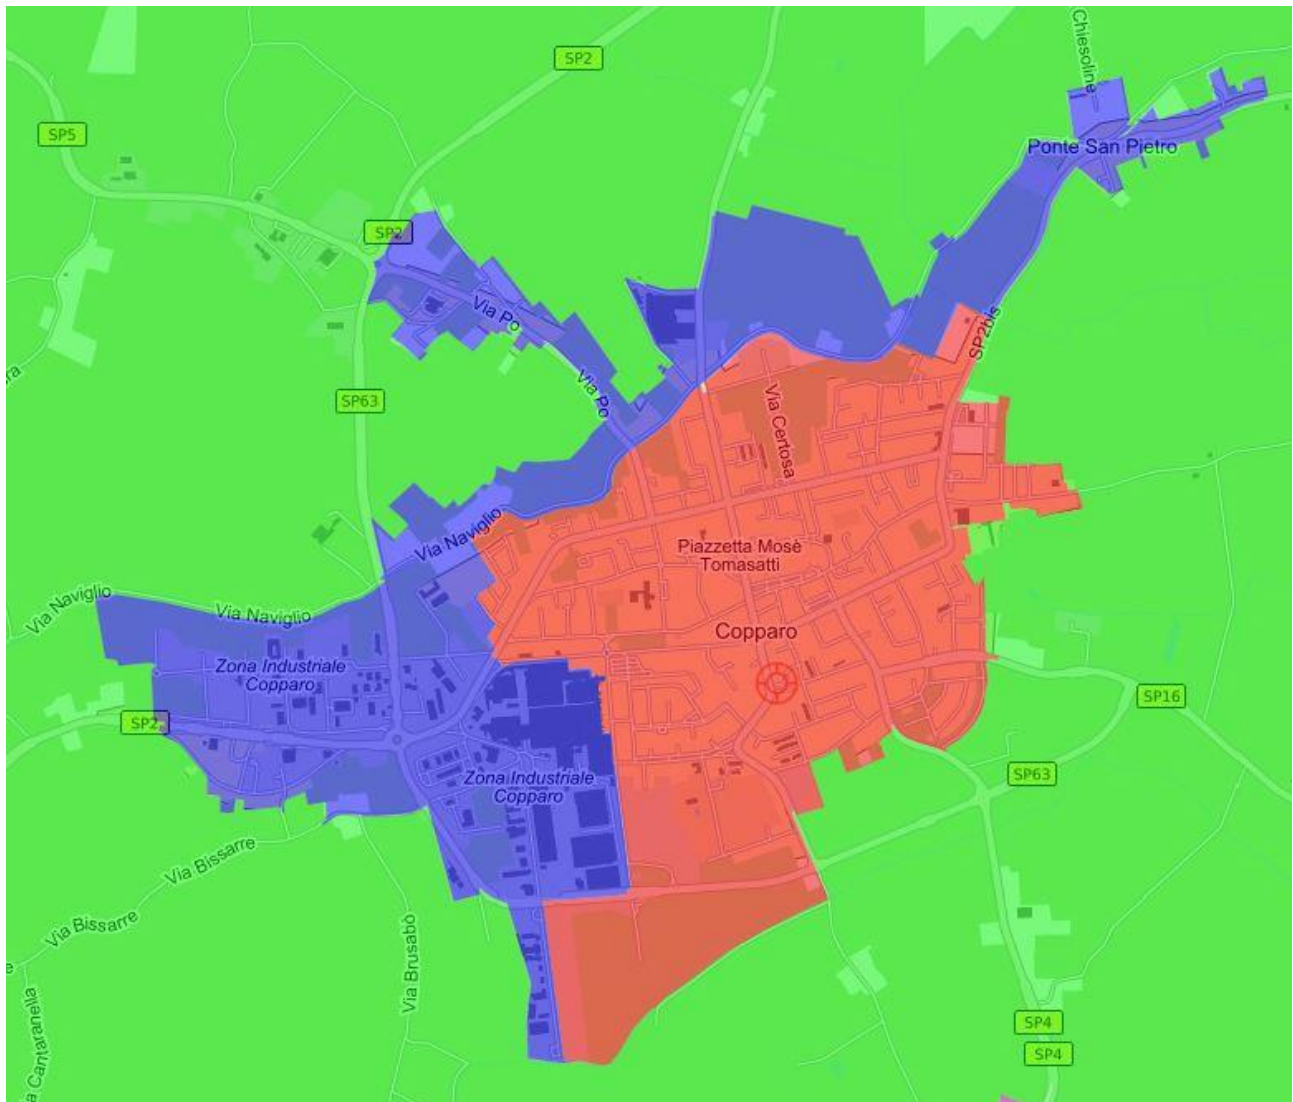 Chiesoline
SP2
SP5
Ponte San Pietro
SP2
Via Po
SP2bis
Via Po
SP63
Via Certosa
Via Naviglio
Piazzetta Mosè
Tomasatti
Via Naviglio
Via Naviglio
Copparo
Zona Industriale
Copparo
SP16
SP2
SP63
Zona Industriale
Copparo
Via Bissarre
Via Bissarre
Via Brusabò
a Cantaranella
SP4
SP4